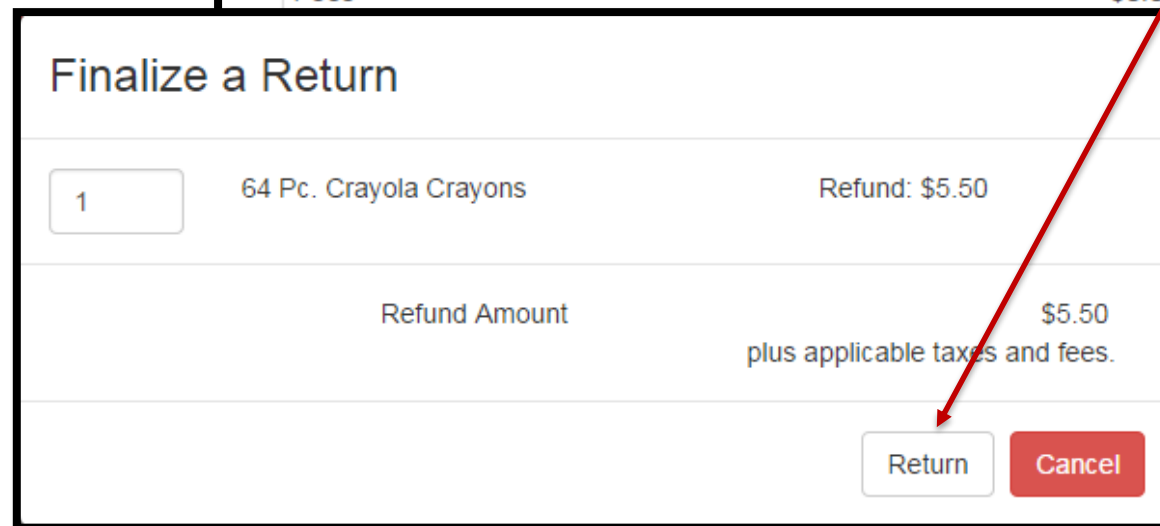 Finalize a Return
1 64 Pc. Crayola Crayons Refund: $5.50
Refund Amount $5.50
plus applicable taxes and fees.
Return Cancel